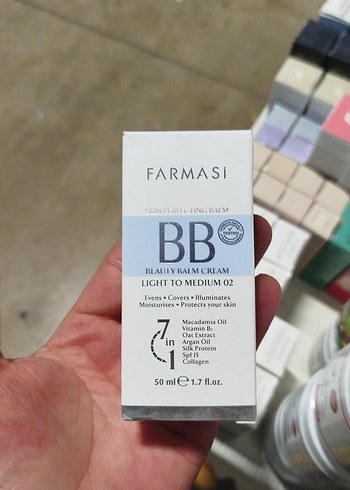 FARMASi
SKIN PERFECTING BALM
BB
TESTED
BEAUTY BALM CREAM
LIGHT TO MEDIUM 02
Evens • Covers • Illuminates
Moisturises • Protects your skin
7 in 1
Macadamia Oil
Vitamin B5
Oat Extract
Argan Oil
Silk Protein
Spf 15
Collagen
50 ml ℮ 1.7 fl.oz.